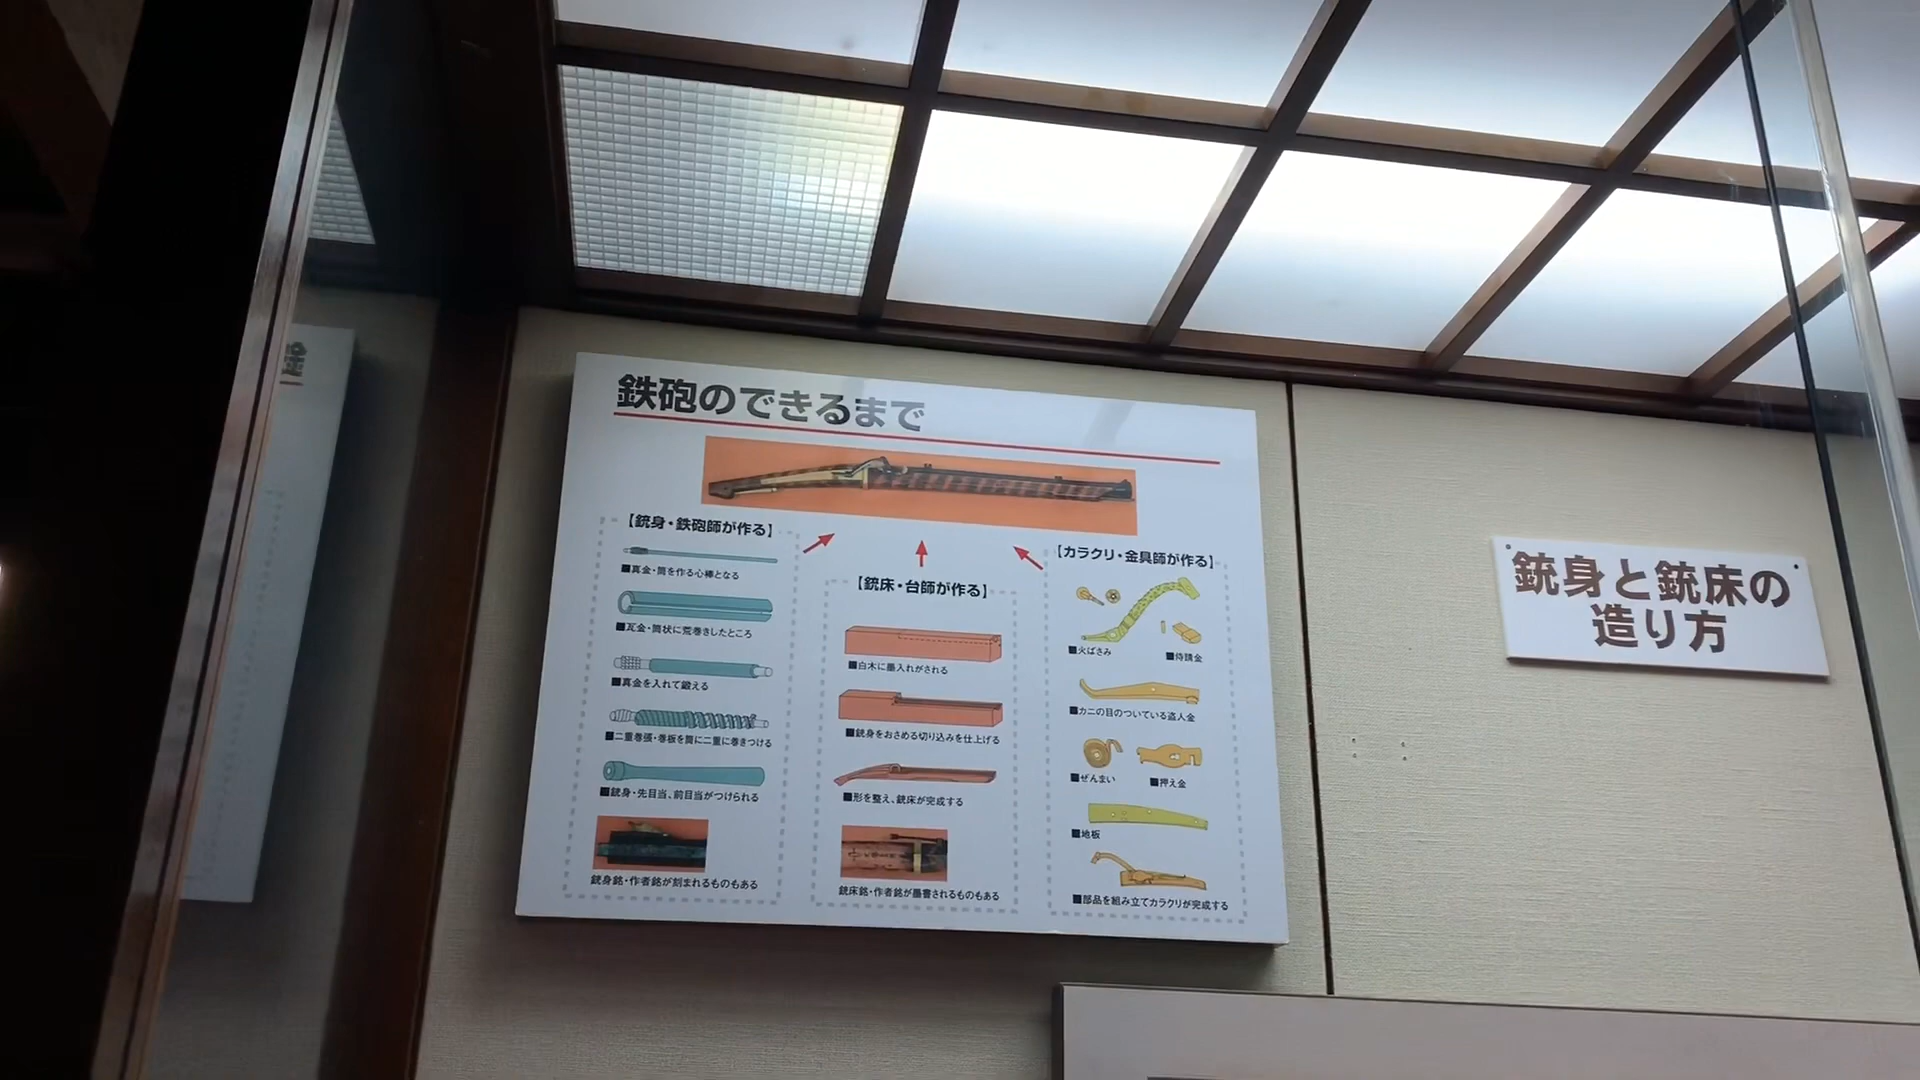 鉄砲のできるまで
【銃身・鉄砲師が作る】
■真金・筒を作る心棒となる
■瓦金・筒状に荒巻きしたところ
■真金を入れて鍛える
■二重巻張・巻板を筒に二重に巻きつける
■銃身・先目当、前目当がつけられる
銃身銘・作者銘が刻まれるものもある
【銃床・台師が作る】
■白木に墨入れがされる
■銃身をおさめる切り込みを仕上げる
■形を整え、銃床が完成する
銃床銘・作者銘が墨書されるものもある
【カラクリ・金具師が作る】
■火ばさみ
■侍請金
■カニの目のついている盗人金
■ぜんまい
■押え金
■地板
■部品を組み立てカラクリが完成する
銃身と銃床の
造り方